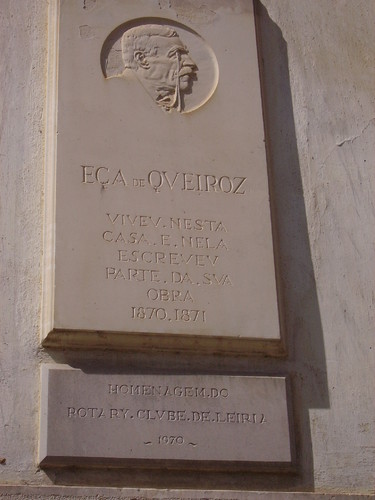 EÇA DE QVEIROZ
VIVEV.NESTA
CASA.E.NELA
ESCREVEV
PARTE.DA.SVA
OBRA
1870.1871
HOMENAGEM.DO
ROTARY.CLVBE.DE.LEIRIA
~ 1970 ~